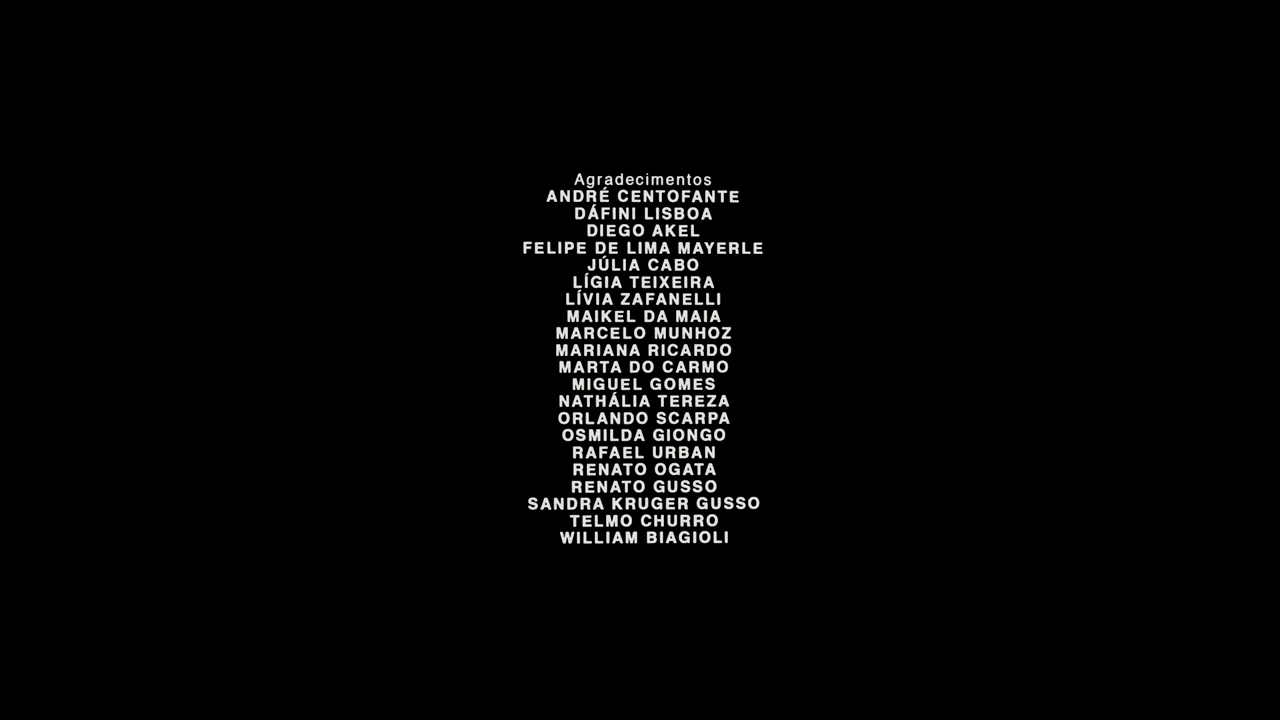 Agradecimentos
ANDRÉ CENTOFANTE
DÁFINI LISBOA
DIEGO AKEL
FELIPE DE LIMA MAYERLE
JÚLIA CABO
LÍGIA TEIXEIRA
LÍVIA ZAFANELLI
MAIKEL DA MAIA
MARCELO MUNHOZ
MARIANA RICARDO
MARTA DO CARMO
MIGUEL GOMES
NATHÁLIA TEREZA
ORLANDO SCARPA
OSMILDA GIONGO
RAFAEL URBAN
RENATO OGATA
RENATO GUSSO
SANDRA KRUGER GUSSO
TELMO CHURRO
WILLIAM BIAGIOLI